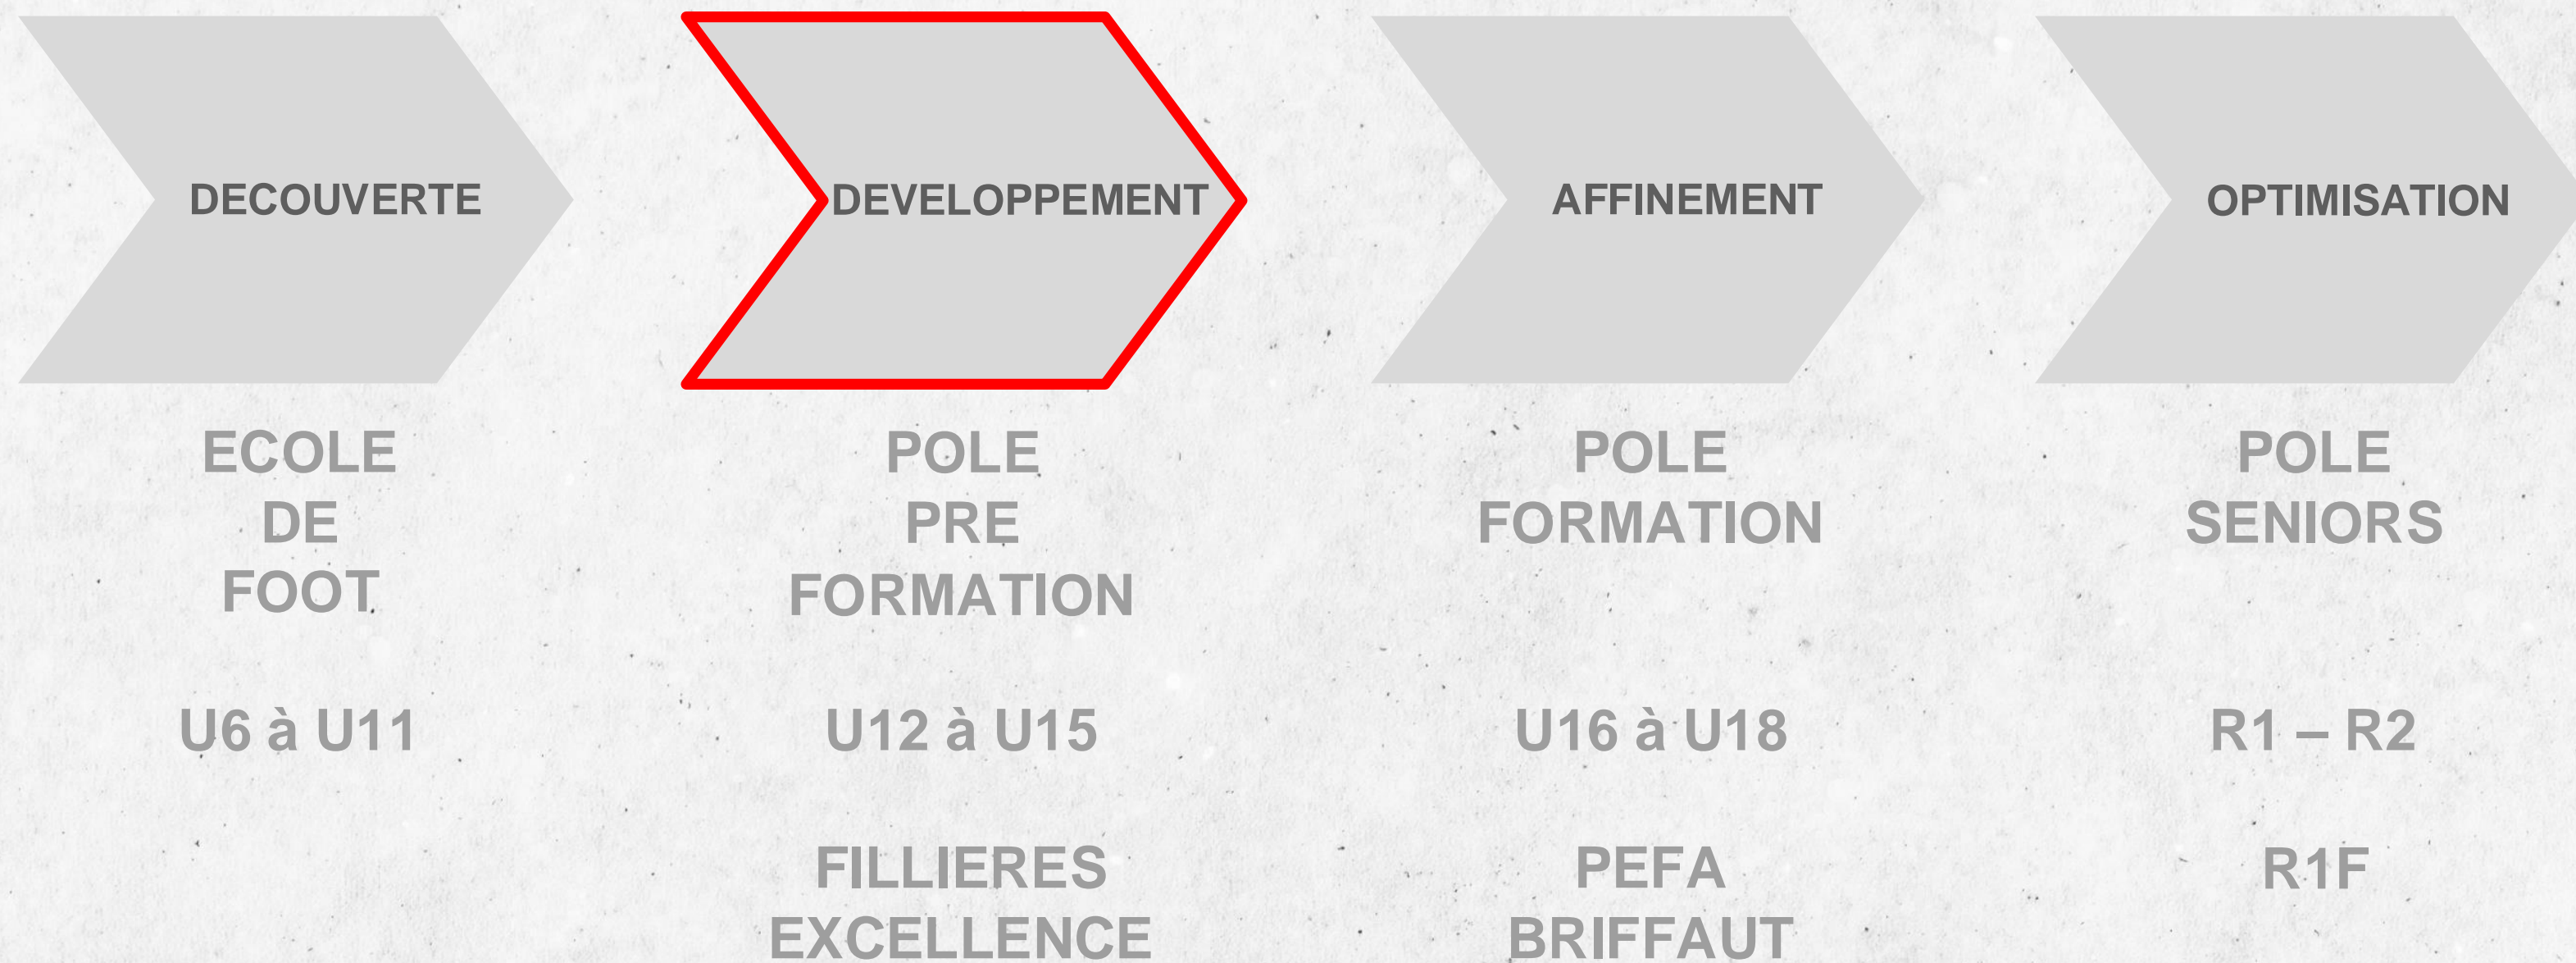 DECOUVERTE
DEVELOPPEMENT
AFFINEMENT
OPTIMISATION
ECOLE
DE
FOOT
U6 à U11
POLE
PRE
FORMATION
U12 à U15
FILLIERES
EXCELLENCE
POLE
FORMATION
U16 à U18
PEFA
BRIFFAUT
POLE
SENIORS
R1 – R2
R1F